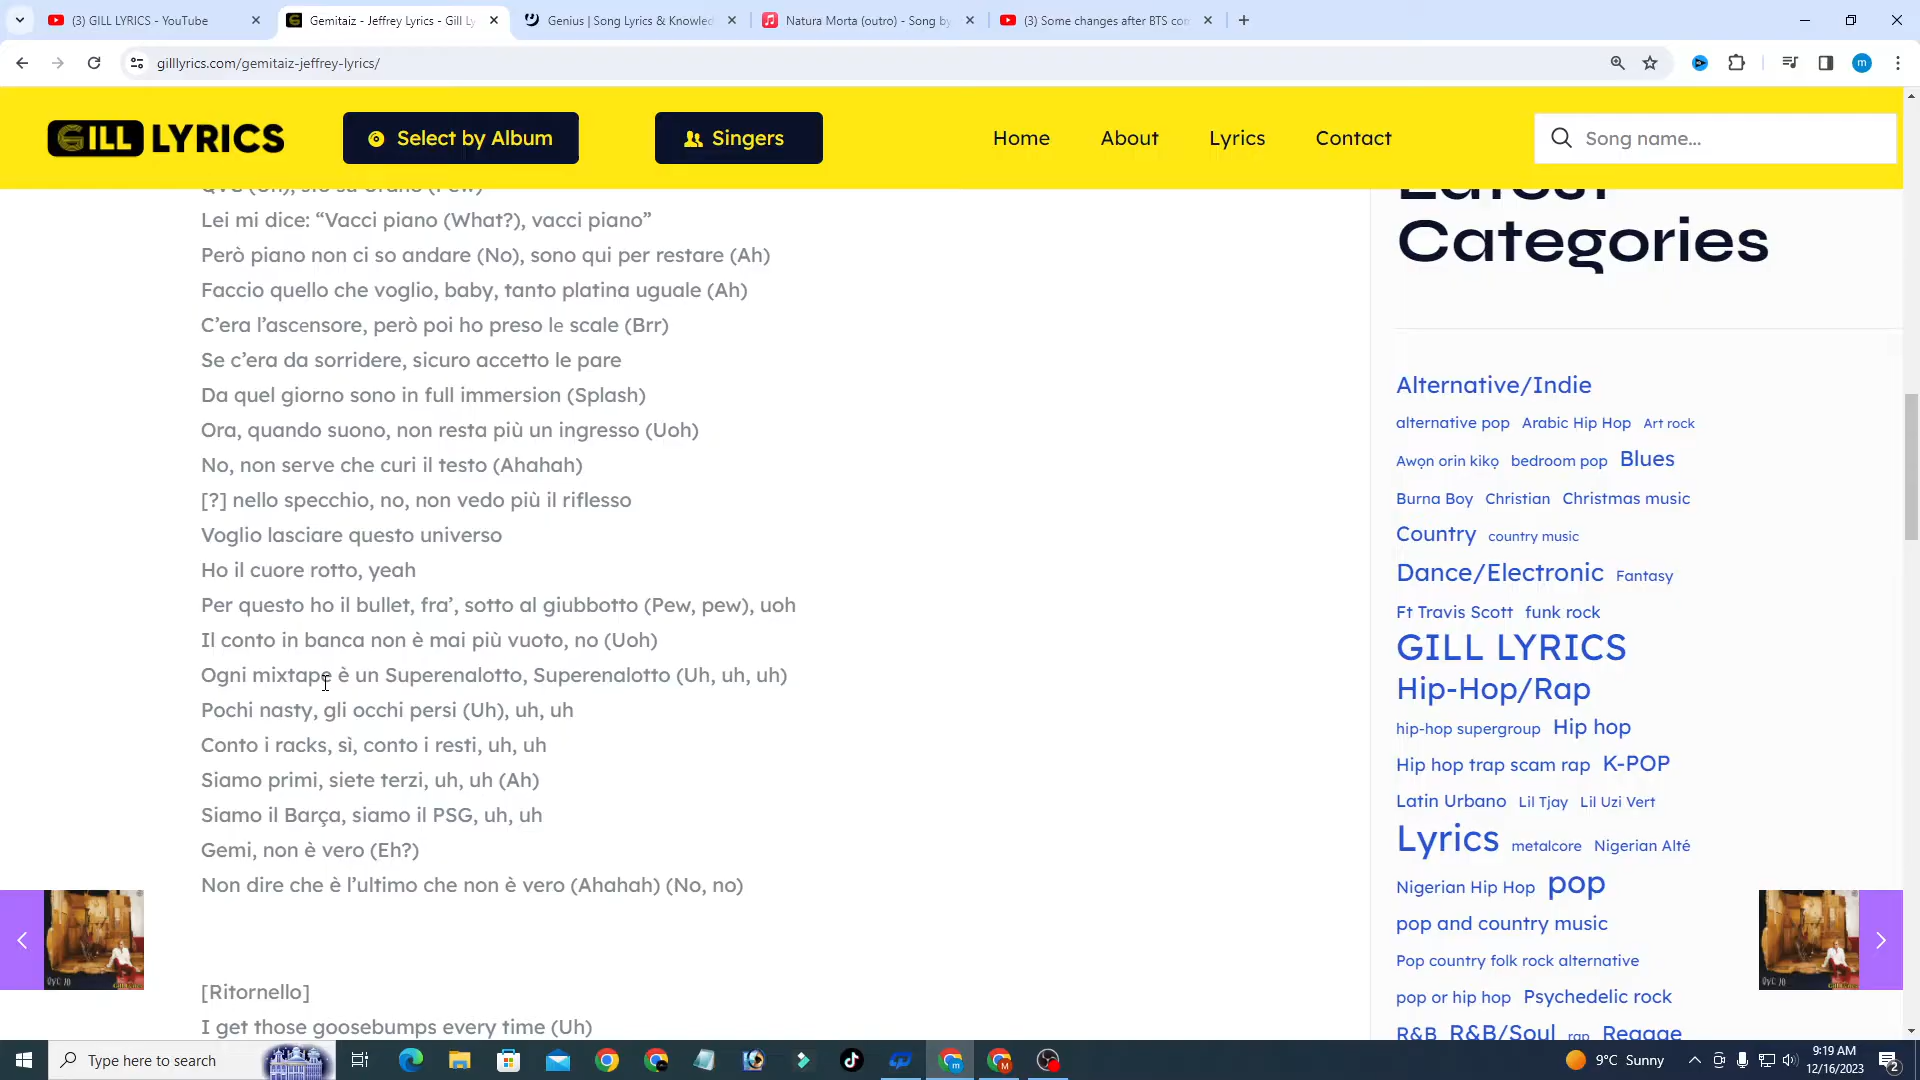 (3) GILL LYRICS - YouTube
Gemitaiz - Jeffrey Lyrics - Gill Ly
Genius | Song Lyrics & Knowled
Natura Morta (outro) - Song by
(3) Some changes after BTS com
gilllyrics.com/gemitaiz-jeffrey-lyrics/
m
GILL LYRICS
Select by Album
Singers
Home
About
Lyrics
Contact
Song name...
Lei mi dice: “Vacci piano (What?), vacci piano”
Però piano non ci so andare (No), sono qui per restare (Ah)
Faccio quello che voglio, baby, tanto platina uguale (Ah)
C’era l’ascensore, però poi ho preso le scale (Brr)
Se c’era da sorridere, sicuro accetto le pare
Da quel giorno sono in full immersion (Splash)
Ora, quando suono, non resta più un ingresso (Uoh)
No, non serve che curi il testo (Ahahah)
[?] nello specchio, no, non vedo più il riflesso
Voglio lasciare questo universo
Ho il cuore rotto, yeah
Per questo ho il bullet, fra’, sotto al giubbotto (Pew, pew), uoh
Il conto in banca non è mai più vuoto, no (Uoh)
Ogni mixtape è un Superenalotto, Superenalotto (Uh, uh, uh)
Pochi nasty, gli occhi persi (Uh), uh, uh
Conto i racks, sì, conto i resti, uh, uh
Siamo primi, siete terzi, uh, uh (Ah)
Siamo il Barça, siamo il PSG, uh, uh
Gemi, non è vero (Eh?)
Non dire che è l’ultimo che non è vero (Ahahah) (No, no)
[Ritornello]
I get those goosebumps every time (Uh)
Latest
Categories
Alternative/Indie
alternative pop Arabic Hip Hop Art rock
Awọn orin kikọ bedroom pop Blues
Burna Boy Christian Christmas music
Country country music
Dance/Electronic Fantasy
Ft Travis Scott funk rock
GILL LYRICS
Hip-Hop/Rap
hip-hop supergroup Hip hop
Hip hop trap scam rap K-POP
Latin Urbano Lil Tjay Lil Uzi Vert
Lyrics metalcore Nigerian Alté
Nigerian Hip Hop pop
pop and country music
Pop country folk rock alternative
pop or hip hop Psychedelic rock
R&B R&B/Soul rap Reggae
Type here to search
9°C Sunny
9:19 AM
12/16/2023
2